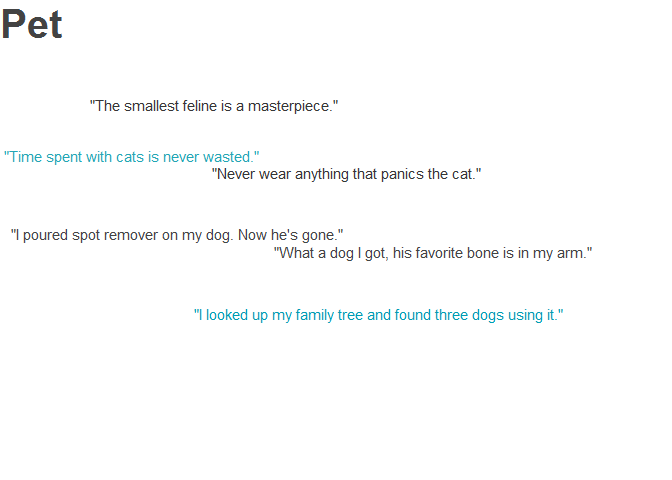 Pet
"The smallest feline is a masterpiece."
"Time spent with cats is never wasted."
"Never wear anything that panics the cat."
"I poured spot remover on my dog. Now he's gone."
"What a dog I got, his favorite bone is in my arm."
"I looked up my family tree and found three dogs using it."